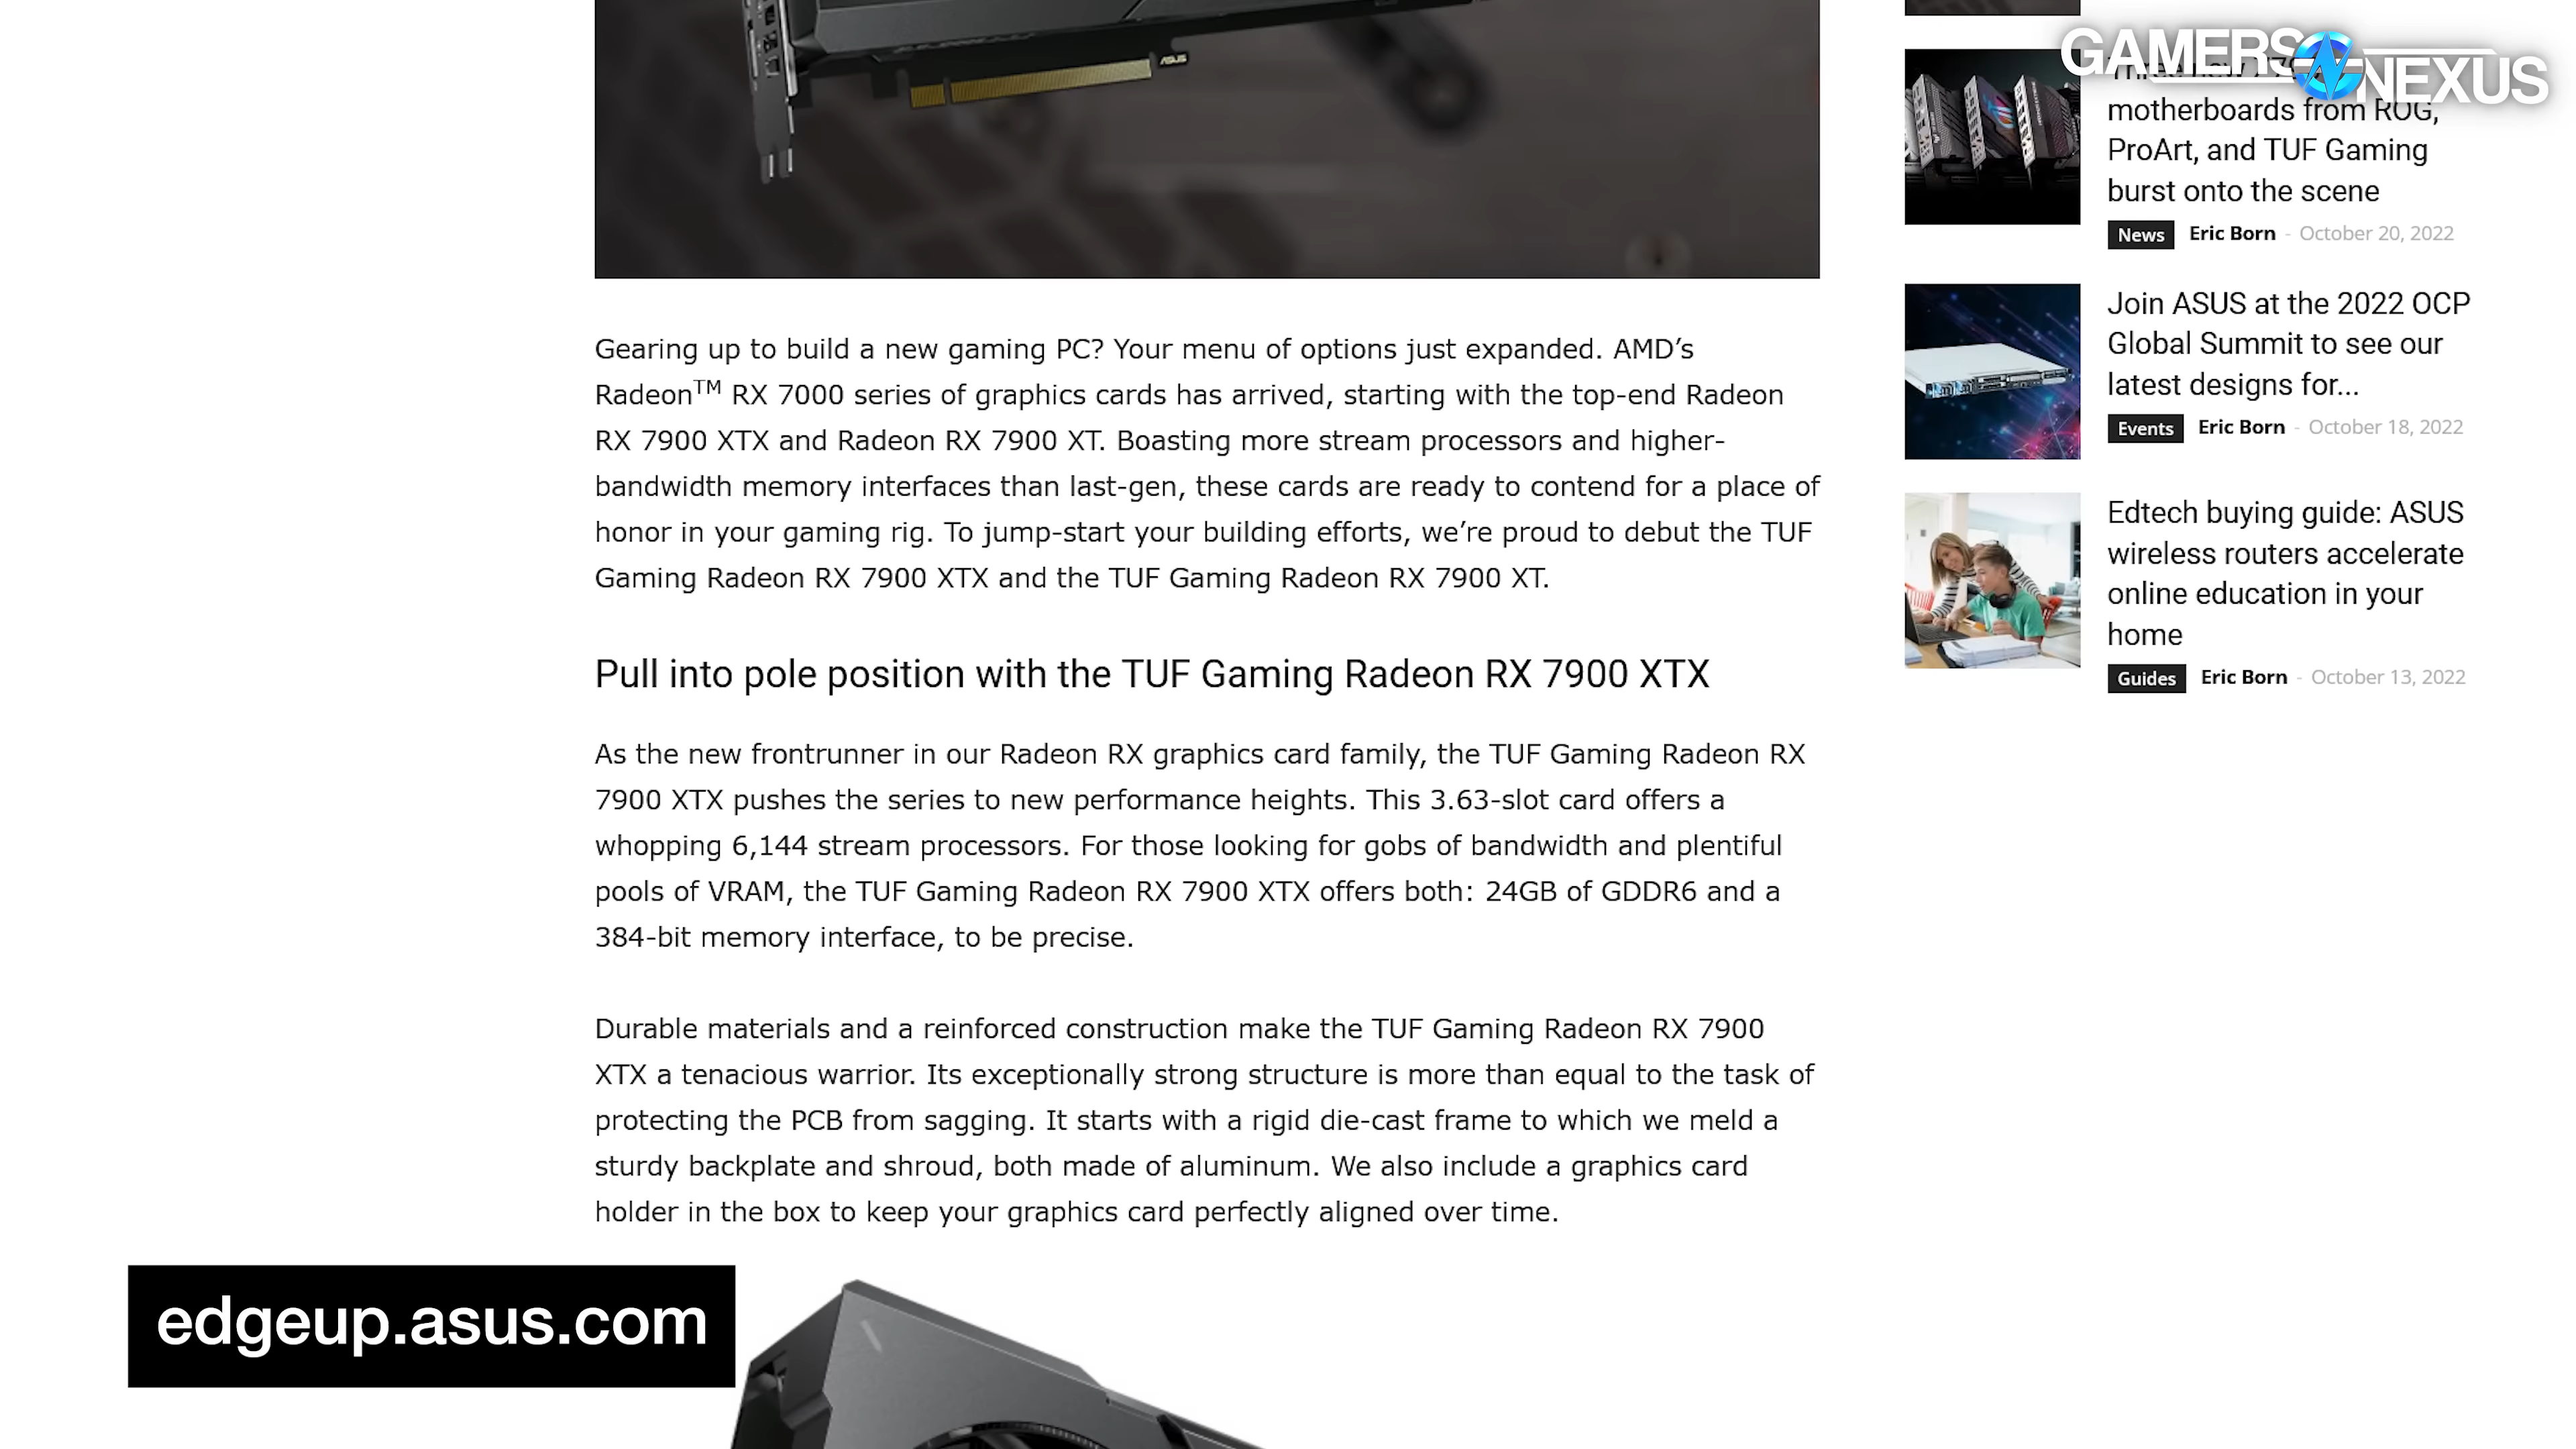 GAMERS NEXUS
ASUS
motherboards from ROG,
ProArt, and TUF Gaming
burst onto the scene
News Eric Born - October 20, 2022
Join ASUS at the 2022 OCP
Global Summit to see our
latest designs for...
Events Eric Born - October 18, 2022
Edtech buying guide: ASUS
wireless routers accelerate
online education in your
home
Guides Eric Born - October 13, 2022
Gearing up to build a new gaming PC? Your menu of options just expanded. AMD’s
Radeon™ RX 7000 series of graphics cards has arrived, starting with the top-end Radeon
RX 7900 XTX and Radeon RX 7900 XT. Boasting more stream processors and higher-
bandwidth memory interfaces than last-gen, these cards are ready to contend for a place of
honor in your gaming rig. To jump-start your building efforts, we’re proud to debut the TUF
Gaming Radeon RX 7900 XTX and the TUF Gaming Radeon RX 7900 XT.
Pull into pole position with the TUF Gaming Radeon RX 7900 XTX
As the new frontrunner in our Radeon RX graphics card family, the TUF Gaming Radeon RX
7900 XTX pushes the series to new performance heights. This 3.63-slot card offers a
whopping 6,144 stream processors. For those looking for gobs of bandwidth and plentiful
pools of VRAM, the TUF Gaming Radeon RX 7900 XTX offers both: 24GB of GDDR6 and a
384-bit memory interface, to be precise.
Durable materials and a reinforced construction make the TUF Gaming Radeon RX 7900
XTX a tenacious warrior. Its exceptionally strong structure is more than equal to the task of
protecting the PCB from sagging. It starts with a rigid die-cast frame to which we meld a
sturdy backplate and shroud, both made of aluminum. We also include a graphics card
holder in the box to keep your graphics card perfectly aligned over time.
edgeup.asus.com